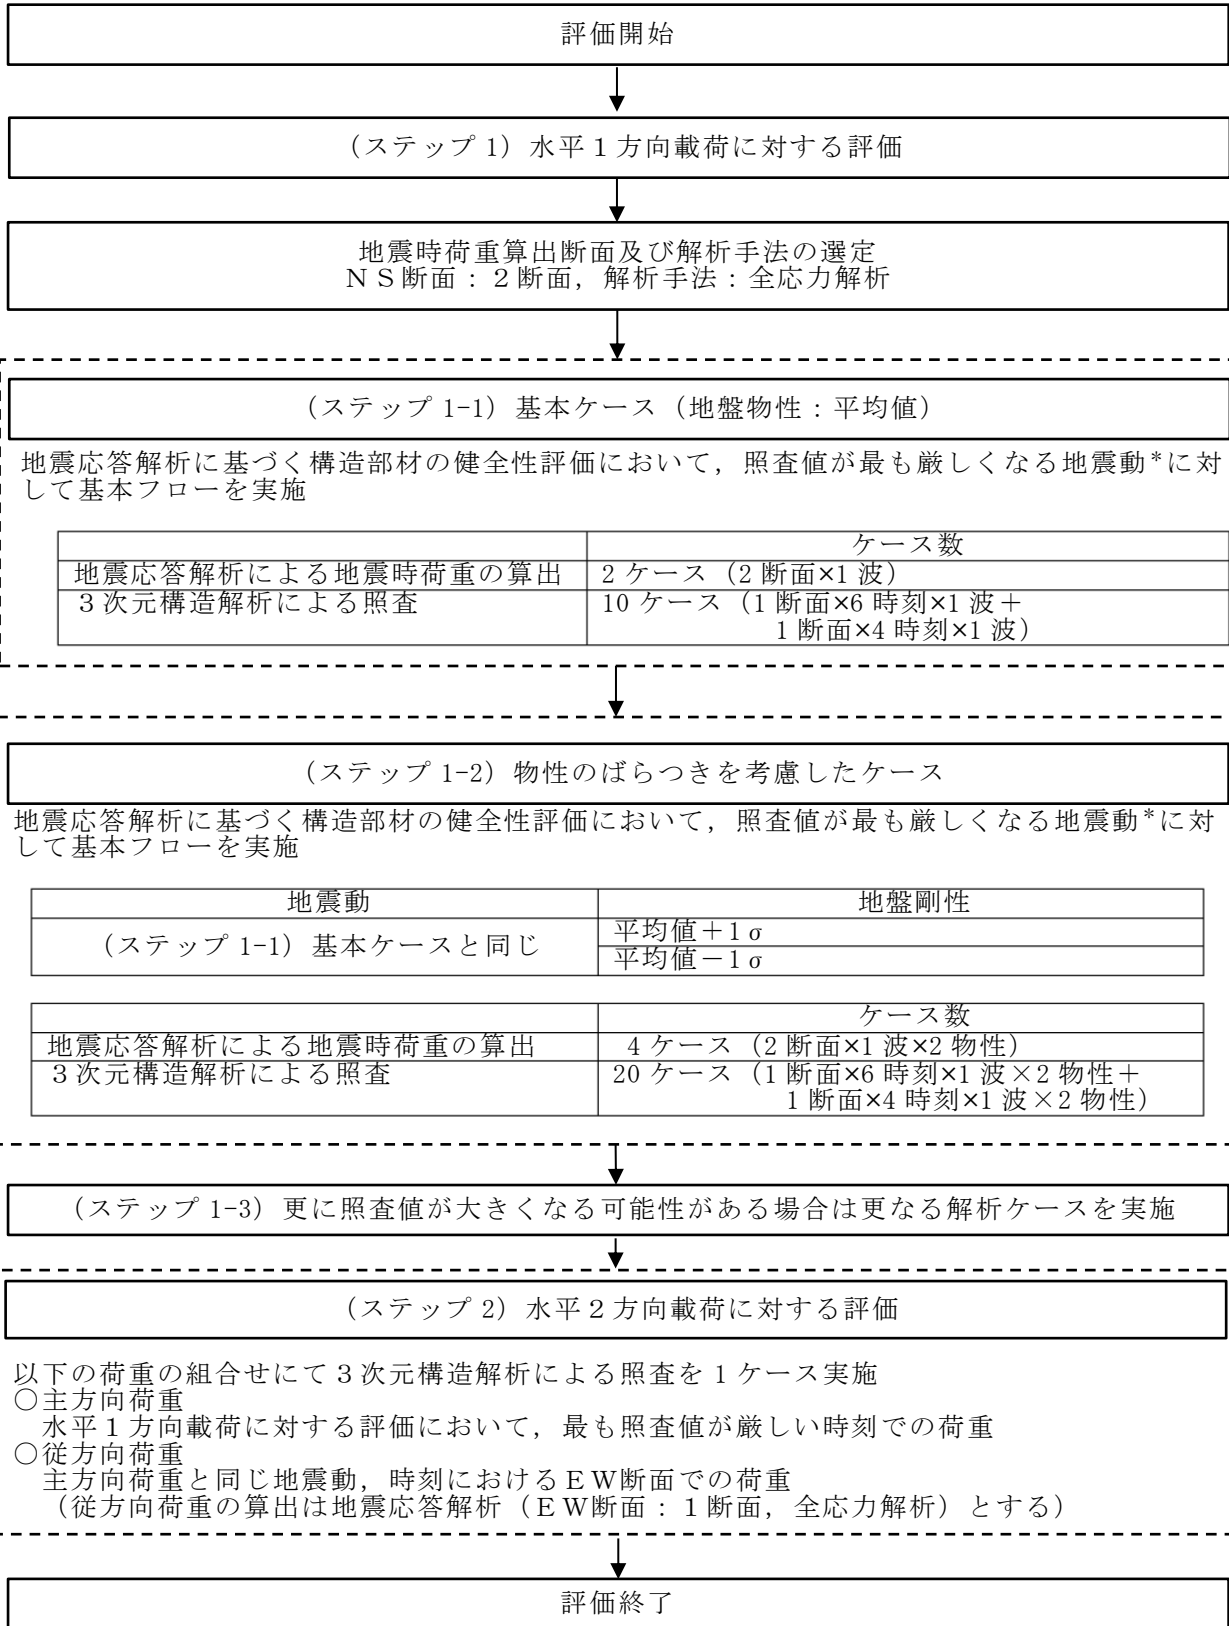 評価開始
（ステップ 1）水平１方向載荷に対する評価
地震時荷重算出断面及び解析手法の選定
ＮＳ断面：２断面，解析手法：全応力解析
（ステップ 1-1）基本ケース（地盤物性：平均値）
地震応答解析に基づく構造部材の健全性評価において，照査値が最も厳しくなる地震動*に対
して基本フローを実施
ケース数
地震応答解析による地震時荷重の算出 2 ケース（2 断面×1 波）
３次元構造解析による照査 10 ケース（1 断面×6 時刻×1 波＋
1 断面×4 時刻×1 波）
（ステップ 1-2）物性のばらつきを考慮したケース
地震応答解析に基づく構造部材の健全性評価において，照査値が最も厳しくなる地震動*に対
して基本フローを実施
地震動 地盤剛性
（ステップ 1-1）基本ケースと同じ 平均値＋1σ
平均値－1σ
ケース数
地震応答解析による地震時荷重の算出 4 ケース（2 断面×1 波×2 物性）
３次元構造解析による照査 20 ケース（1 断面×6 時刻×1 波×2 物性＋
1 断面×4 時刻×1 波×2 物性）
（ステップ 1-3）更に照査値が大きくなる可能性がある場合は更なる解析ケースを実施
（ステップ 2）水平２方向載荷に対する評価
以下の荷重の組合せにて３次元構造解析による照査を 1 ケース実施
○主方向荷重
水平１方向載荷に対する評価において，最も照査値が厳しい時刻での荷重
○従方向荷重
主方向荷重と同じ地震動，時刻におけるＥＷ断面での荷重
（従方向荷重の算出は地震応答解析（ＥＷ断面：１断面，全応力解析）とする）
評価終了